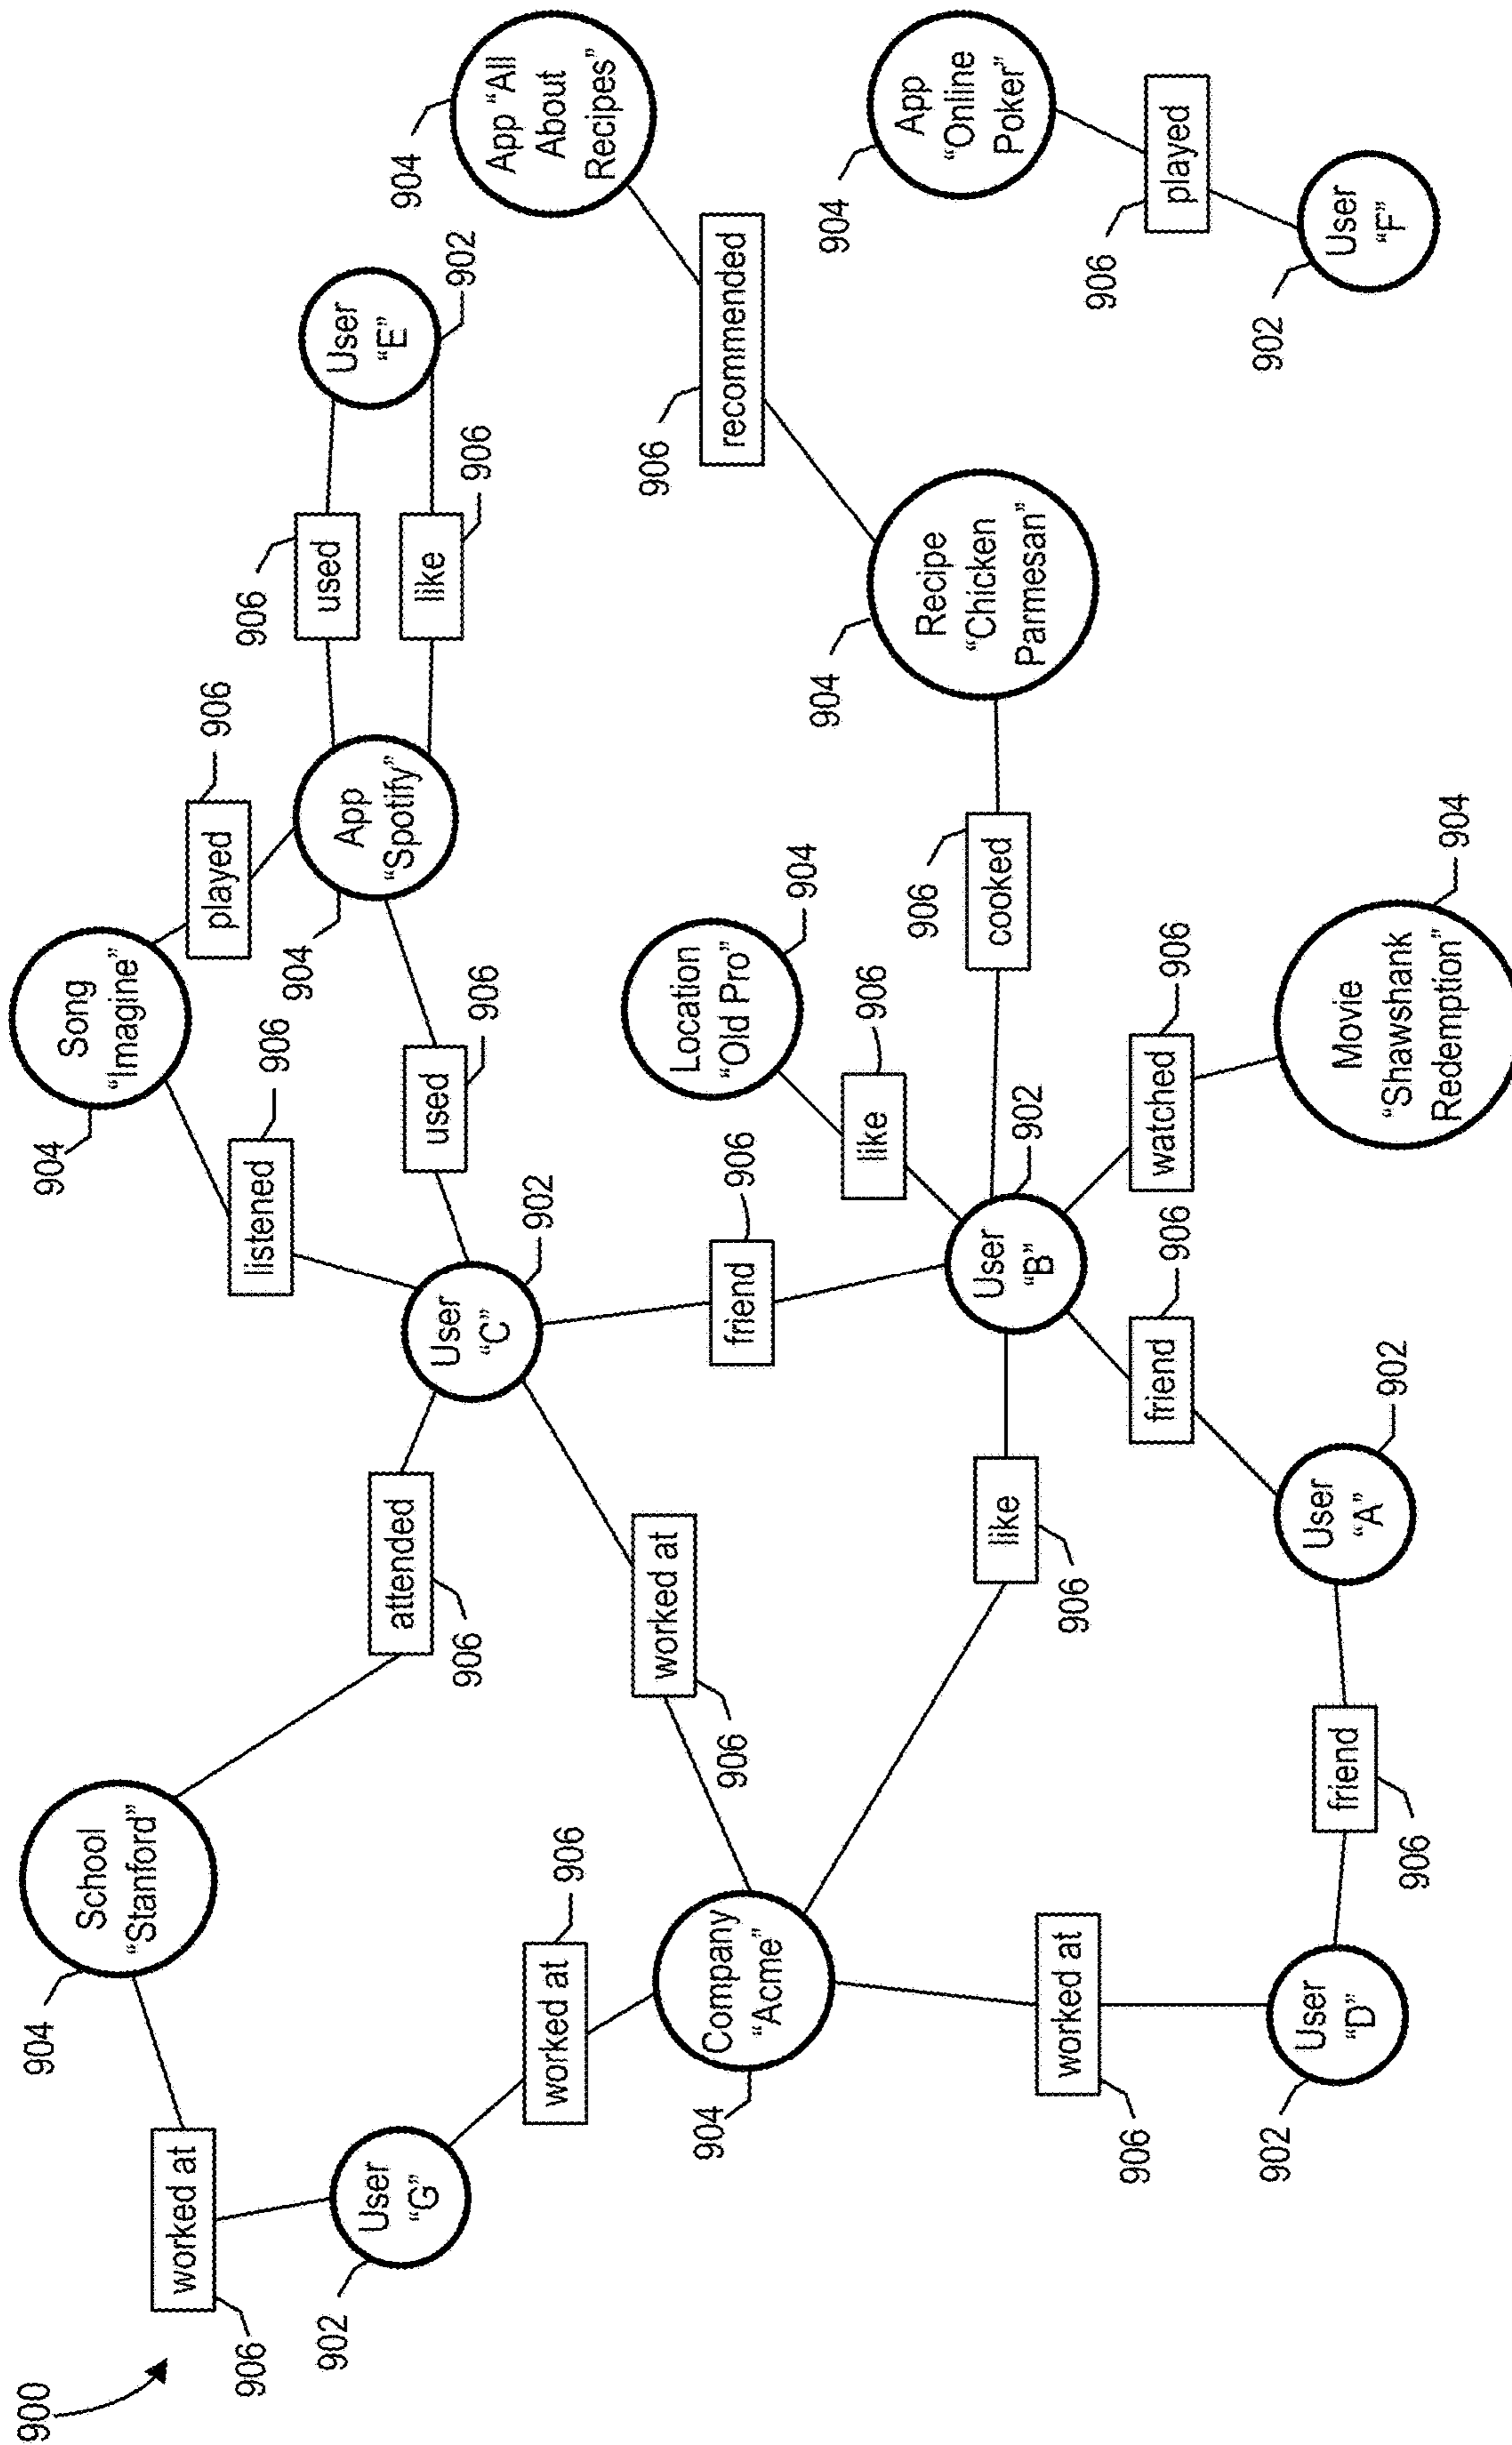 900
904
School
“Stanford”
904
Song
“Imagine”
906
worked at
906
played
906
listened
906
used
902
User
“G”
906
attended
904
App
“Spotify”
902
User
“E”
906
like
906
906
worked at
902
User
“C”
906
used
904
App “All
About
Recipes”
904
Company
“Acme”
906
worked at
906
friend
904
Location
“Old Pro”
906
recommended
906
like
904
Recipe
“Chicken
Parmesan”
904
App
“Online
Poker”
906
like
902
User
“B”
906
cooked
906
worked at
906
friend
906
watched
906
played
902
User
“D”
906
friend
902
User
“A”
904
Movie
“Shawshank
Redemption”
902
User
“F”